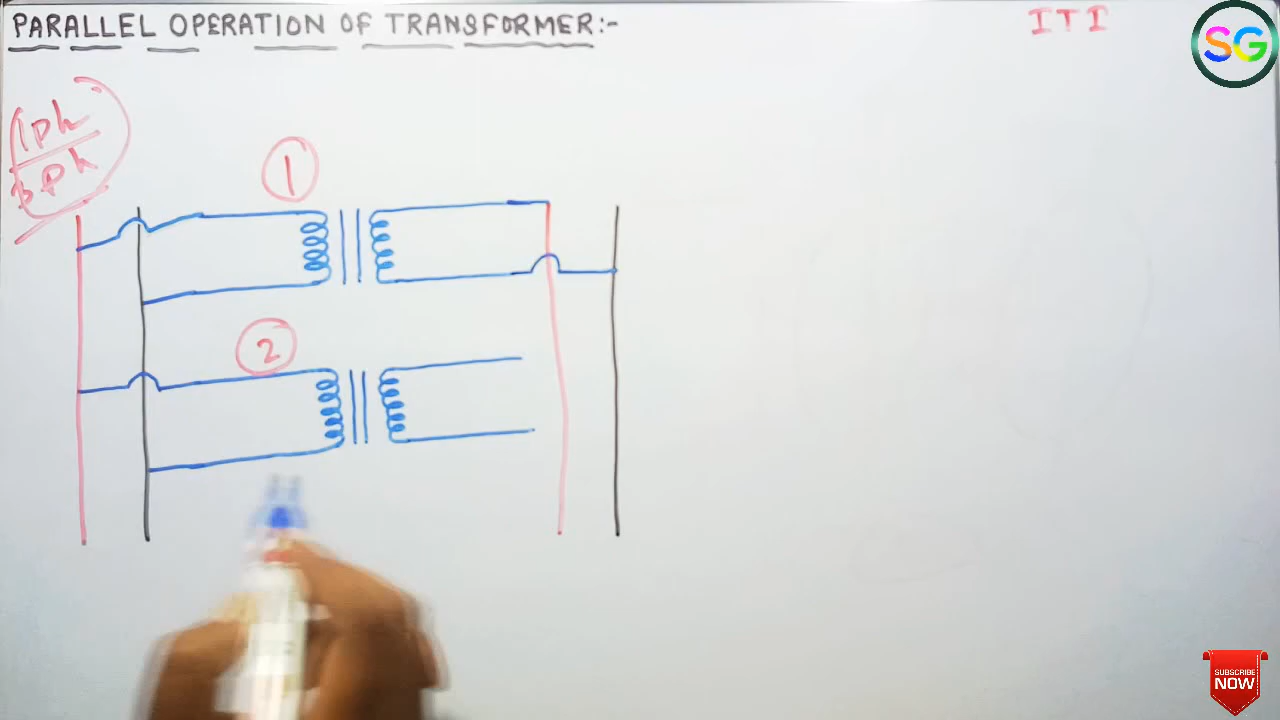 PARALLEL OPERATION OF TRANSFORMER:-
ITI
SG
1ph
3ph
1
2
SUBSCRIBE
NOW